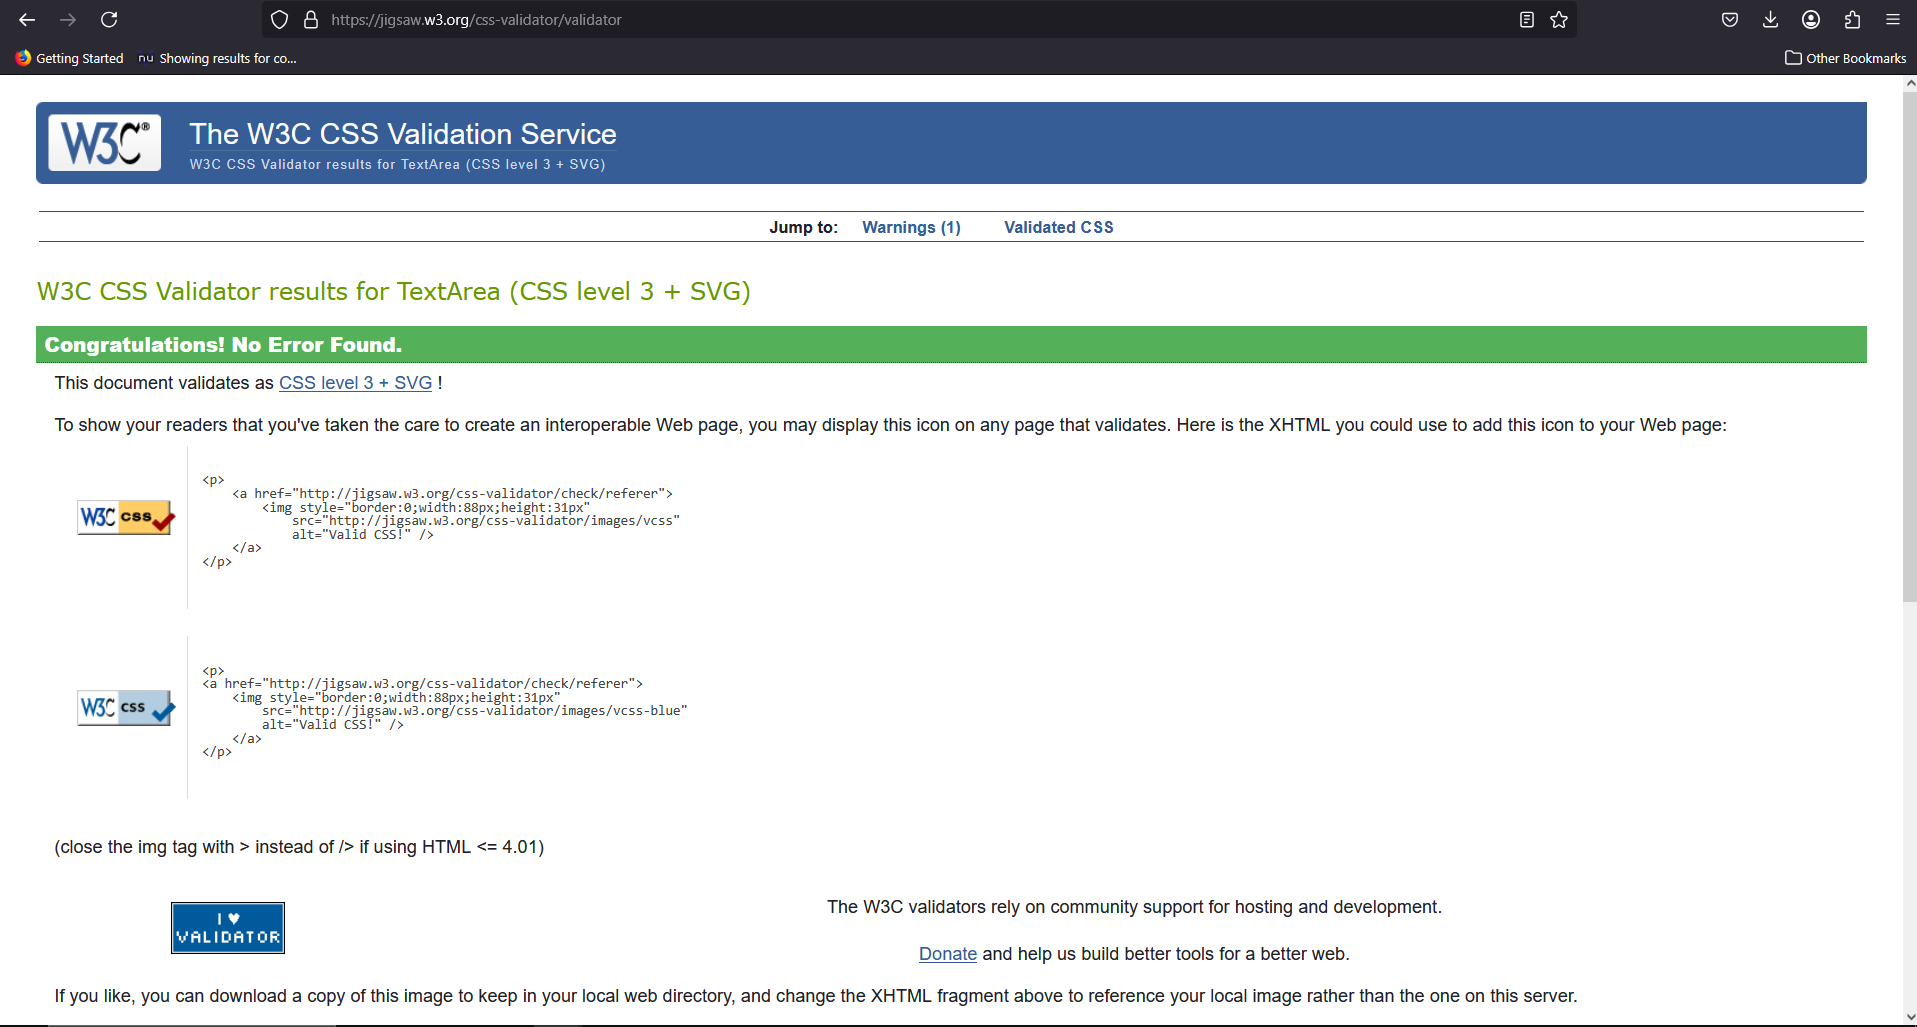 https://jigsaw.w3.org/css-validator/validator
Getting Started nu Showing results for co...
Other Bookmarks
W3C®
The W3C CSS Validation Service
W3C CSS Validator results for TextArea (CSS level 3 + SVG)
Jump to: Warnings (1) Validated CSS
W3C CSS Validator results for TextArea (CSS level 3 + SVG)
Congratulations! No Error Found.
This document validates as CSS level 3 + SVG !
To show your readers that you've taken the care to create an interoperable Web page, you may display this icon on any page that validates. Here is the XHTML you could use to add this icon to your Web page:
W3C css
<p>
    <a href="http://jigsaw.w3.org/css-validator/check/referer">
        <img style="border:0;width:88px;height:31px"
            src="http://jigsaw.w3.org/css-validator/images/vcss"
            alt="Valid CSS!" />
    </a>
</p>
W3C css
<p>
<a href="http://jigsaw.w3.org/css-validator/check/referer">
    <img style="border:0;width:88px;height:31px"
        src="http://jigsaw.w3.org/css-validator/images/vcss-blue"
        alt="Valid CSS!" />
    </a>
</p>
(close the img tag with > instead of /> if using HTML <= 4.01)
I ♥
VALIDATOR
The W3C validators rely on community support for hosting and development.
Donate and help us build better tools for a better web.
If you like, you can download a copy of this image to keep in your local web directory, and change the XHTML fragment above to reference your local image rather than the one on this server.